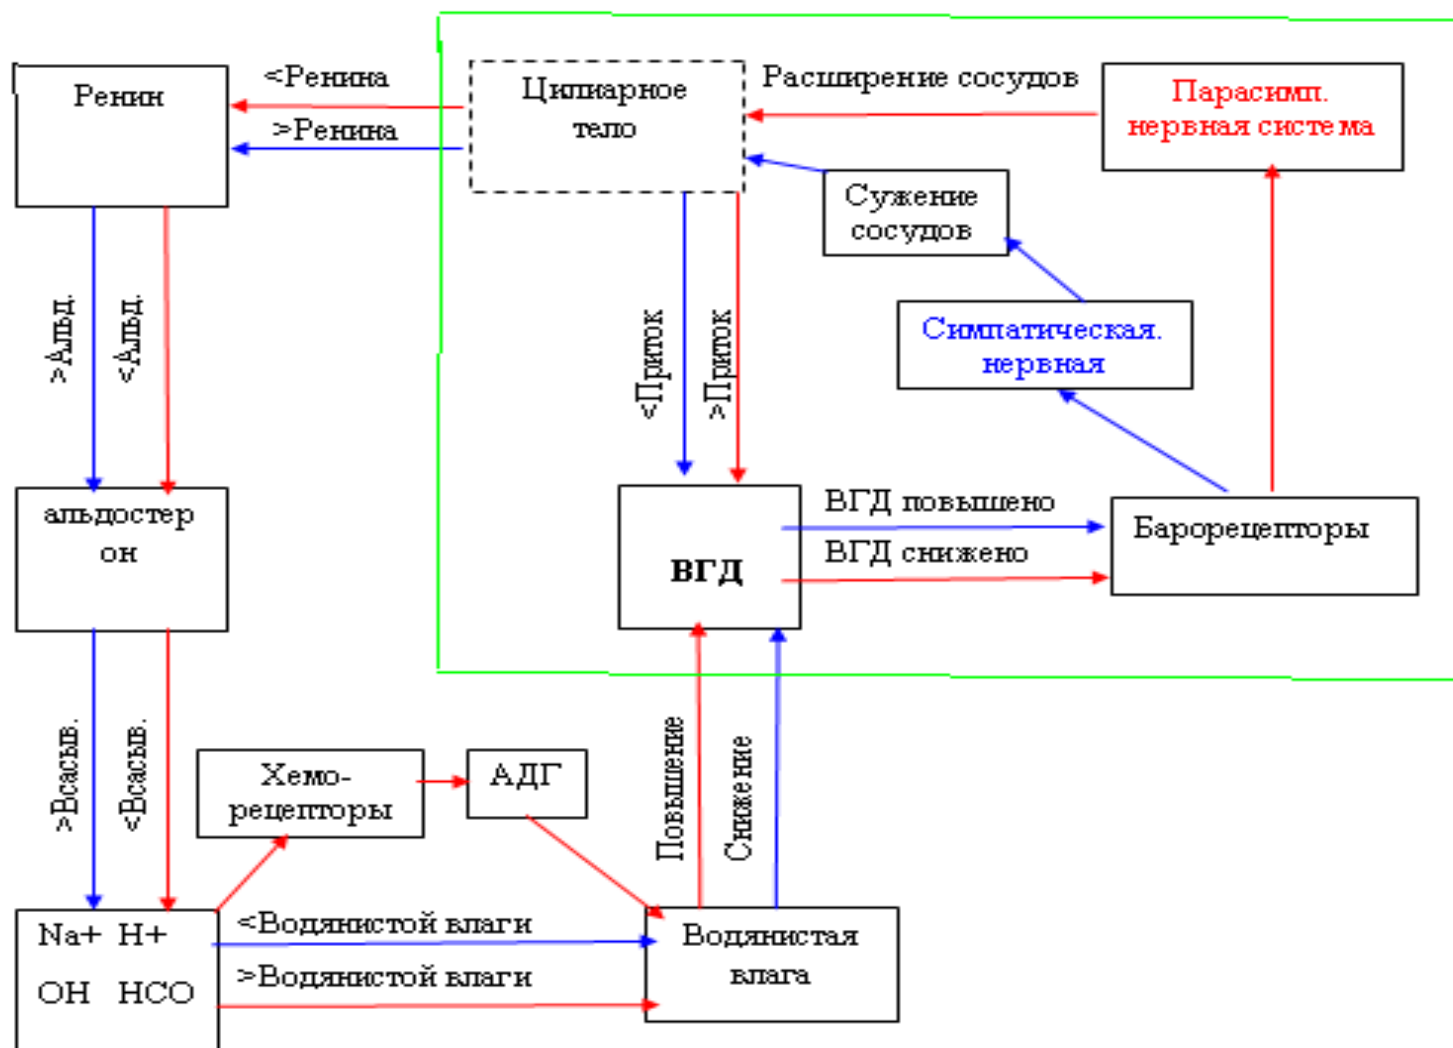 Ренин
<Ренина
>Ренина
Цилиарное
тело
Расширение сосудов
Парасимп.
нервная система
Сужение
сосудов
Симпатическая.
нервная
>Альд.
<Альд.
<Приток
>Приток
альдостер
он
ВГД
ВГД повышено
ВГД снижено
Барорецепторы
>Всасыв.
<Всасыв.
Хемо-
рецепторы
АДГ
Повышение
Снижение
Na+ H+
OH HCO
<Водянистой влаги
>Водянистой влаги
Водянистая
влага